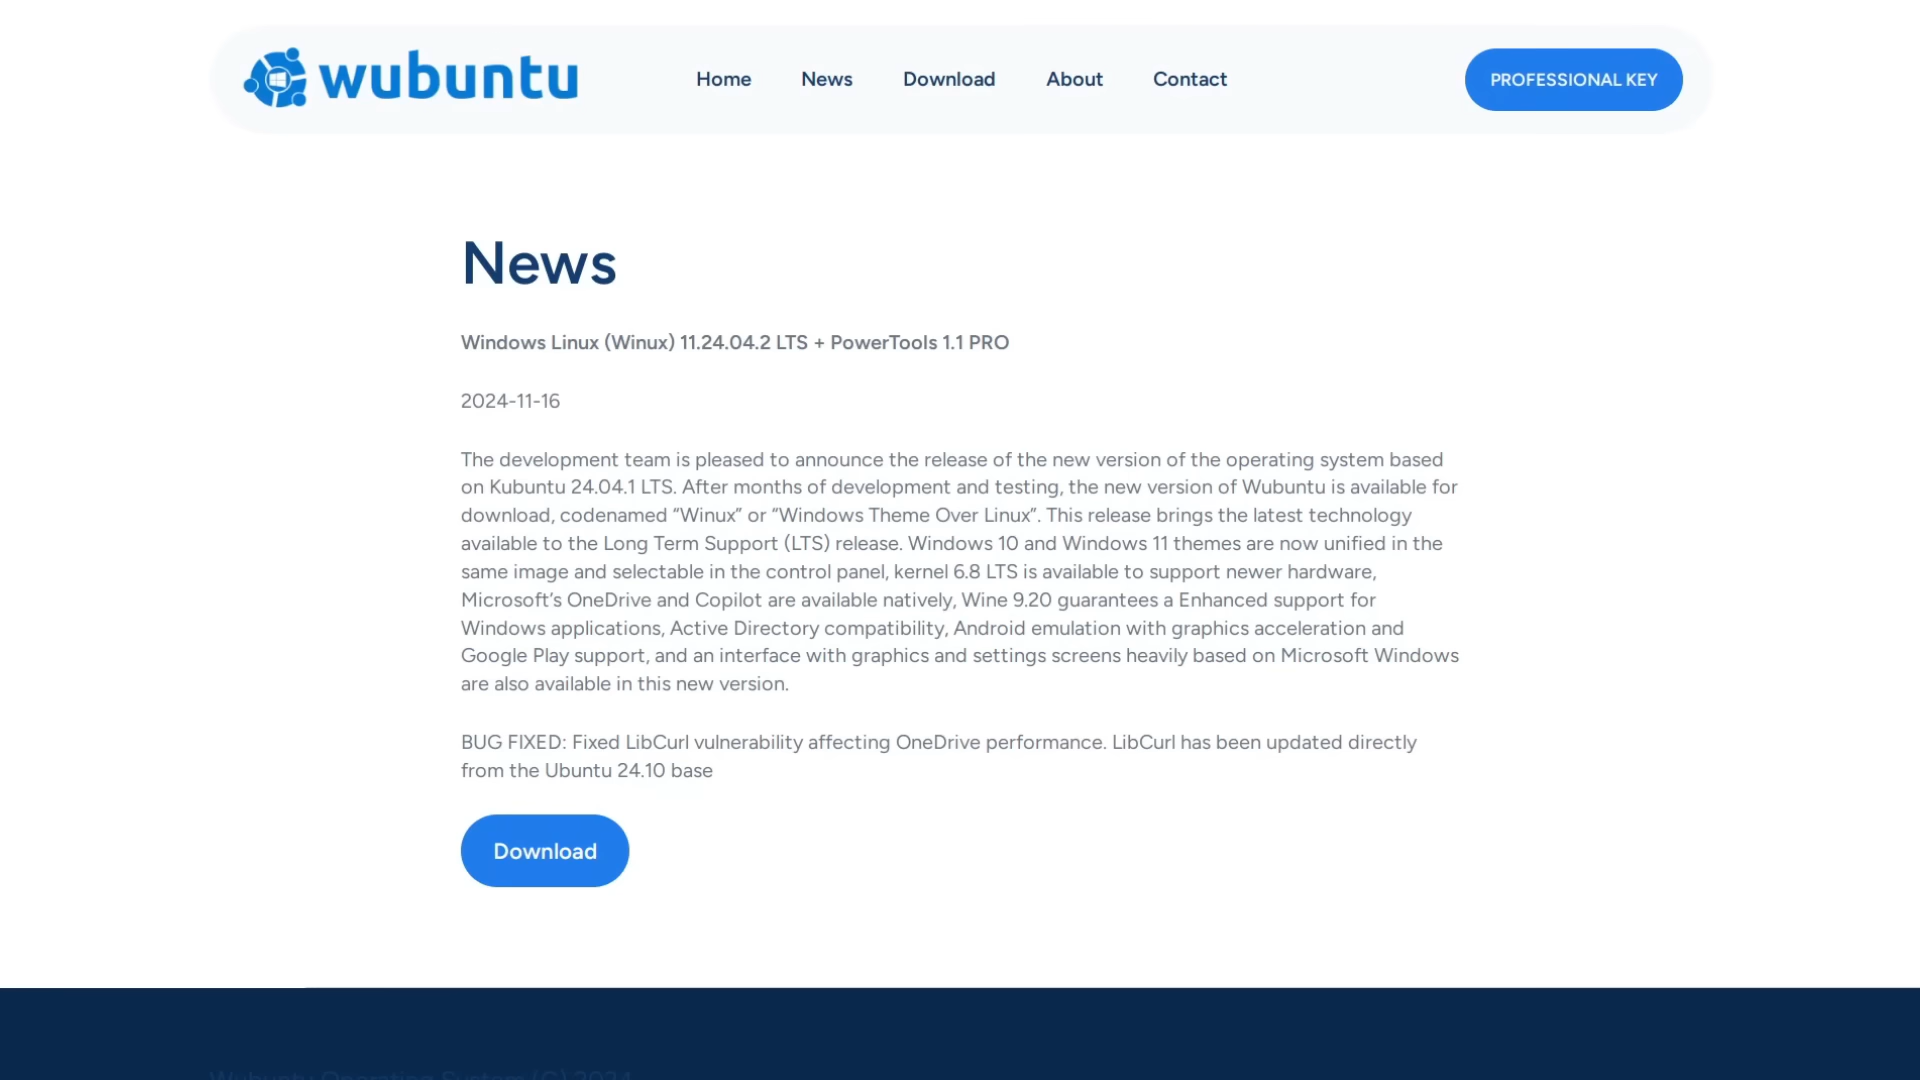 wubuntu
Home
News
Download
About
Contact
PROFESSIONAL KEY
News
Windows Linux (Winux) 11.24.04.2 LTS + PowerTools 1.1 PRO
2024-11-16
The development team is pleased to announce the release of the new version of the operating system based
on Kubuntu 24.04.1 LTS. After months of development and testing, the new version of Wubuntu is available for
download, codenamed “Winux” or “Windows Theme Over Linux”. This release brings the latest technology
available to the Long Term Support (LTS) release. Windows 10 and Windows 11 themes are now unified in the
same image and selectable in the control panel, kernel 6.8 LTS is available to support newer hardware,
Microsoft’s OneDrive and Copilot are available natively, Wine 9.20 guarantees a Enhanced support for
Windows applications, Active Directory compatibility, Android emulation with graphics acceleration and
Google Play support, and an interface with graphics and settings screens heavily based on Microsoft Windows
are also available in this new version.
BUG FIXED: Fixed LibCurl vulnerability affecting OneDrive performance. LibCurl has been updated directly
from the Ubuntu 24.10 base
Download
Wubuntu Operating System (C) 2024